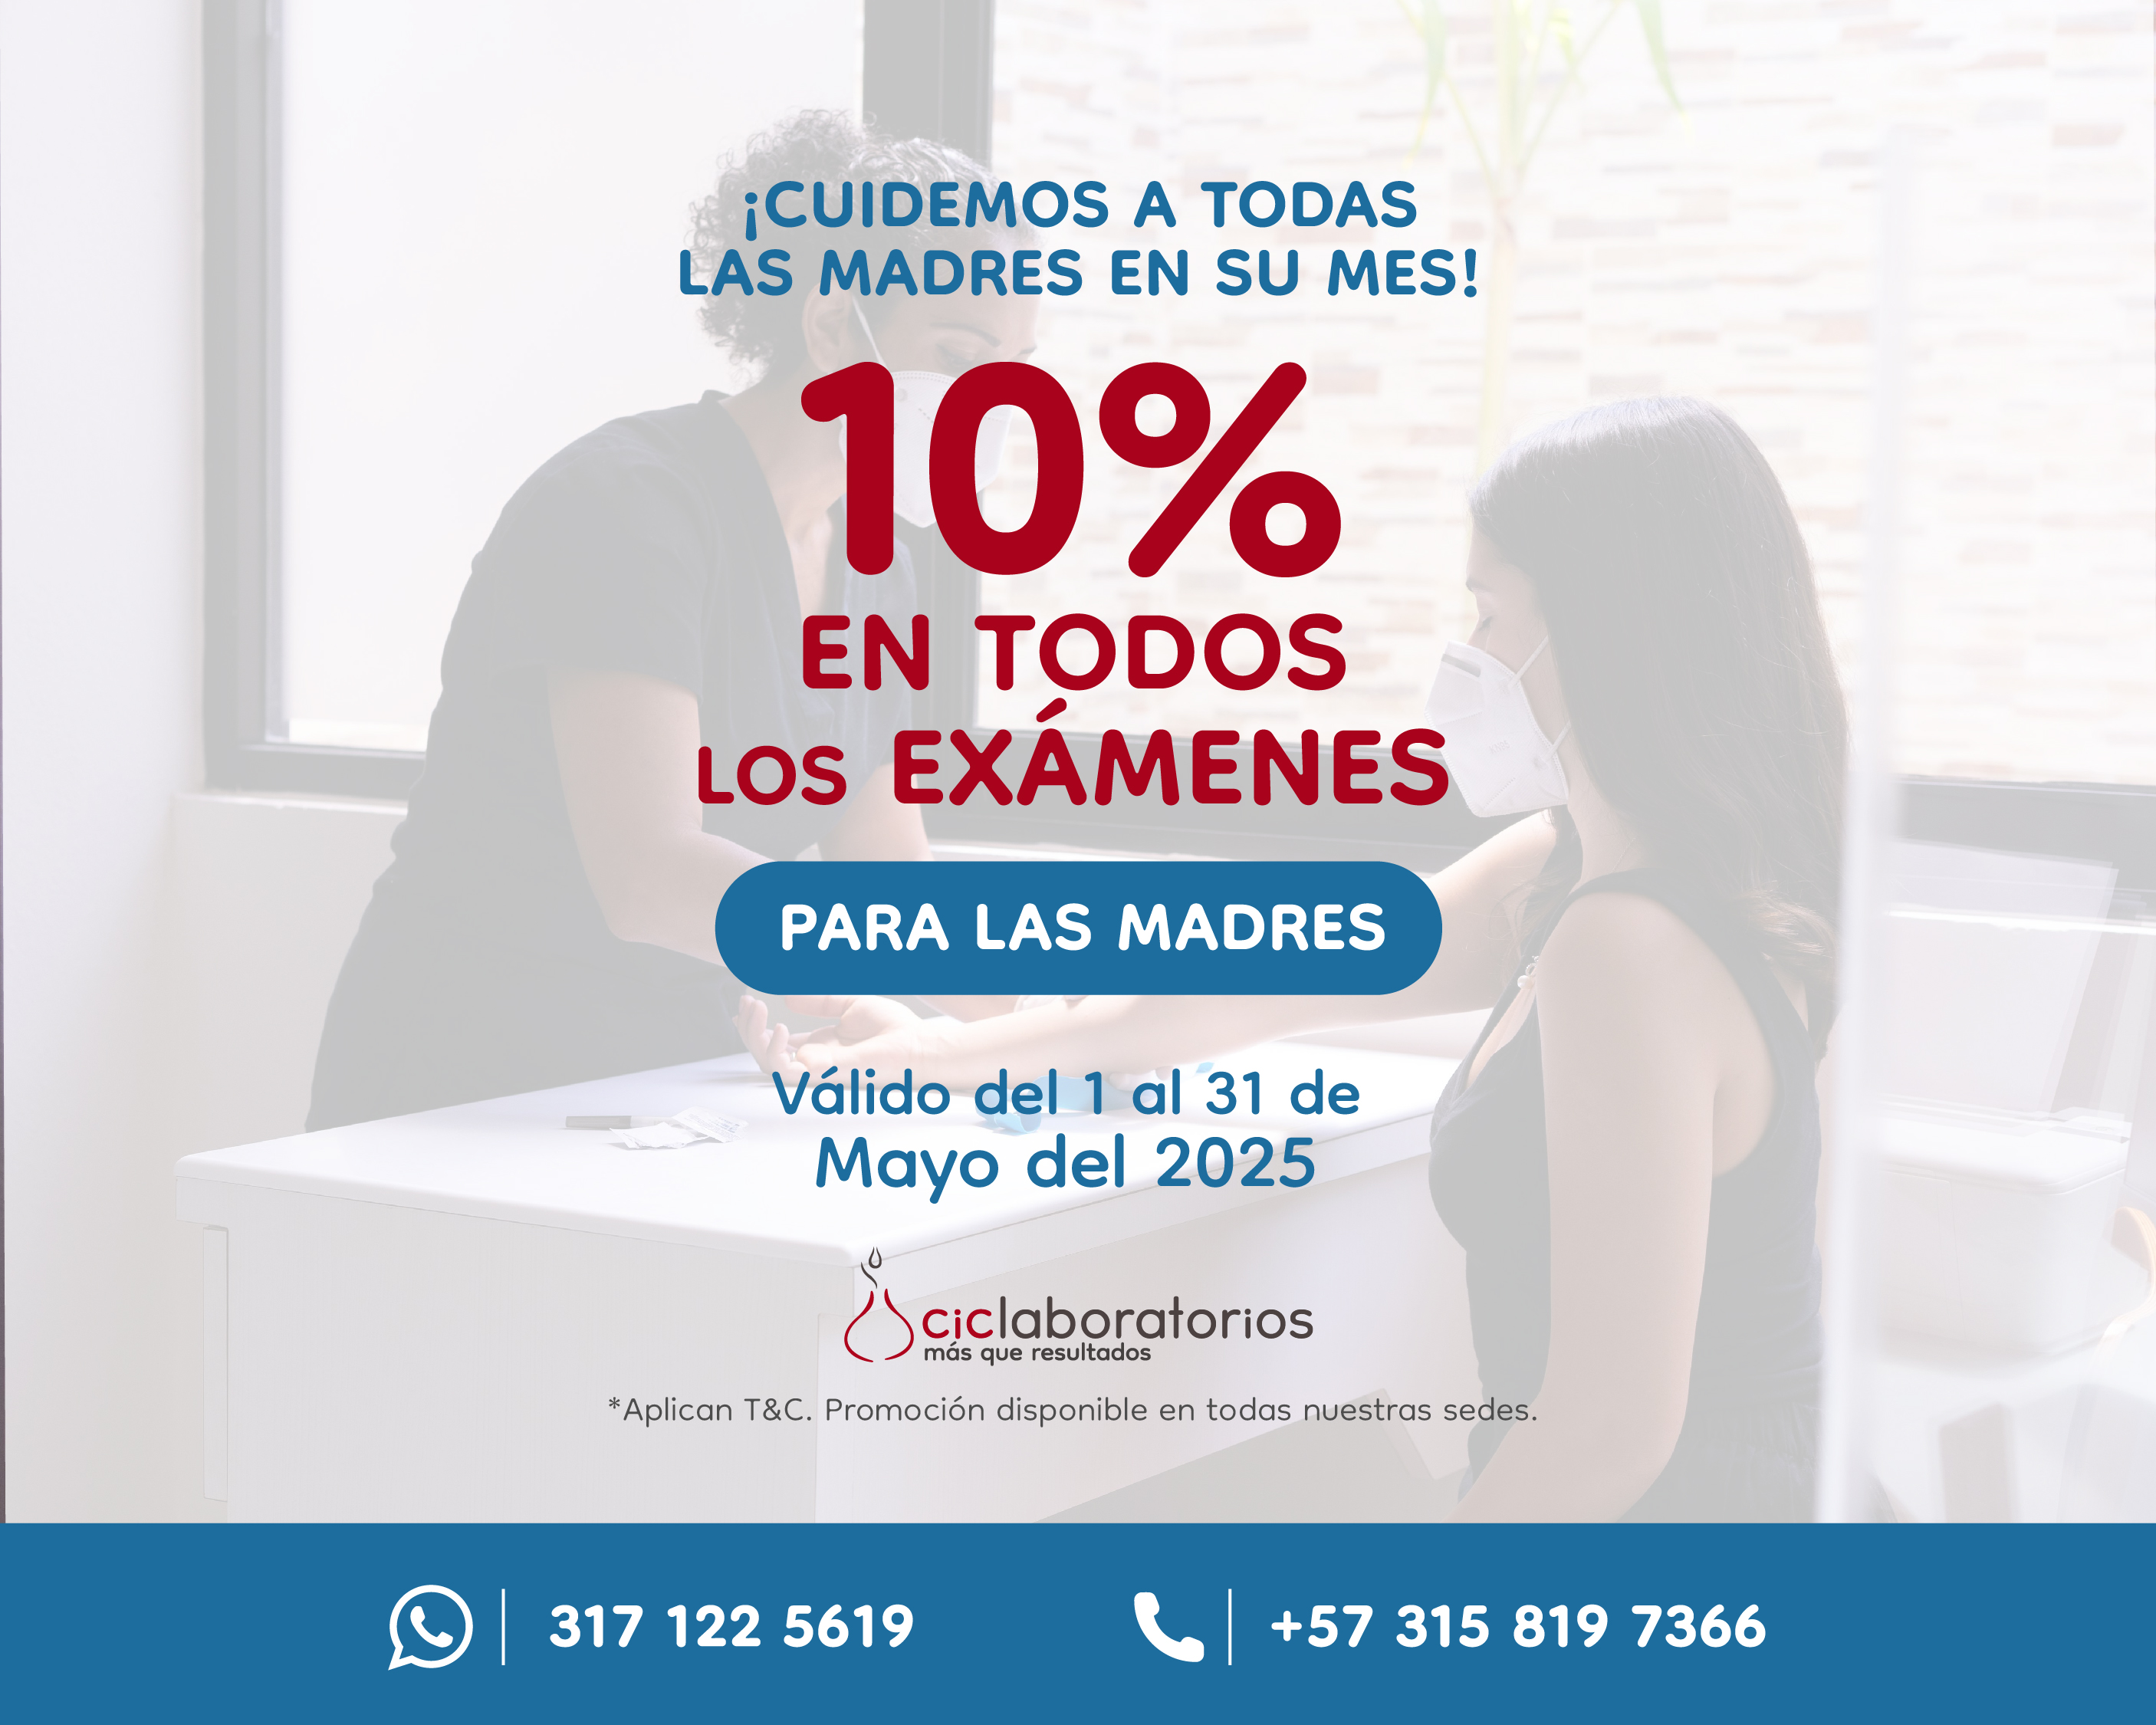 ¡CUIDEMOS A TODAS
LAS MADRES EN SU MES!
10%
EN TODOS
LOS EXÁMENES
PARA LAS MADRES
Válido del 1 al 31 de
Mayo del 2025
ciclaboratorios
más que resultados
*Aplican T&C. Promoción disponible en todas nuestras sedes.
317 122 5619
+57 315 819 7366